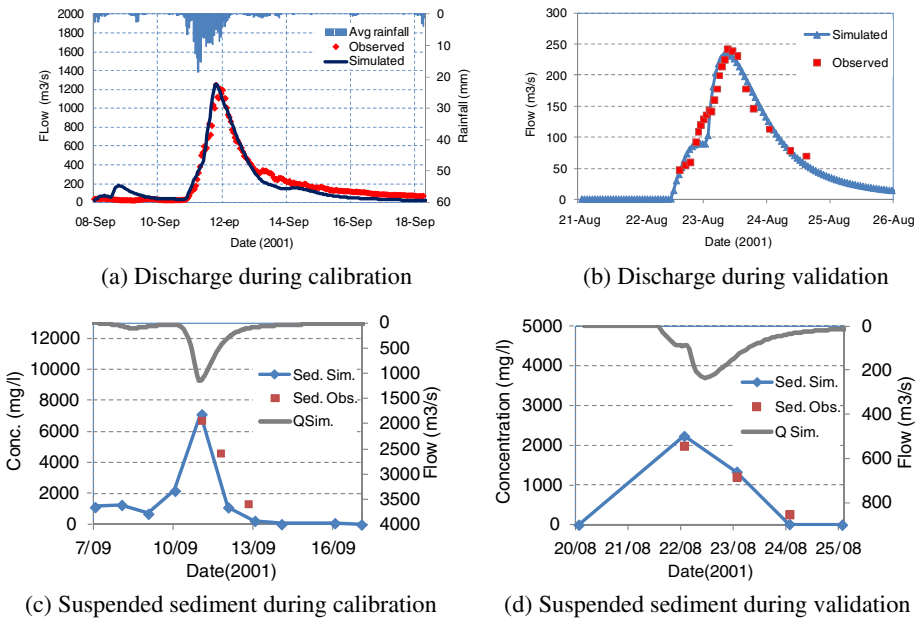 2000
1800
1600
1400
1200
1000
800
600
400
200
0
FLow (m3/s)
Avg rainfall
Observed
Simulated
0
10
20
30
40
50
60
Rainfall (mm)
08-Sep 10-Sep 12-ep 14-Sep 16-Sep 18-Sep
Date (2001)
(a) Discharge during calibration
300
250
200
150
100
50
0
Flow (m3/s)
Simulated
Observed
21-Aug 22-Aug 23-Aug 24-Aug 25-Aug 26-Aug
Date (2001)
(b) Discharge during validation
12000
10000
8000
6000
4000
2000
0
Conc. (mg/l)
Sed. Sim.
Sed. Obs.
QSim.
0
500
1000
1500
2000
2500
3000
3500
4000
Flow (m3/s)
7/09 10/09 13/09 16/09
Date(2001)
(c) Suspended sediment during calibration
5000
4000
3000
2000
1000
0
Concentration (mg/l)
Sed. Sim.
Sed. Obs.
Q Sim.
0
200
400
600
800
Flow (m3/s)
20/08 21/08 22/08 23/08 24/08 25/08
Date(2001)
(d) Suspended sediment during validation